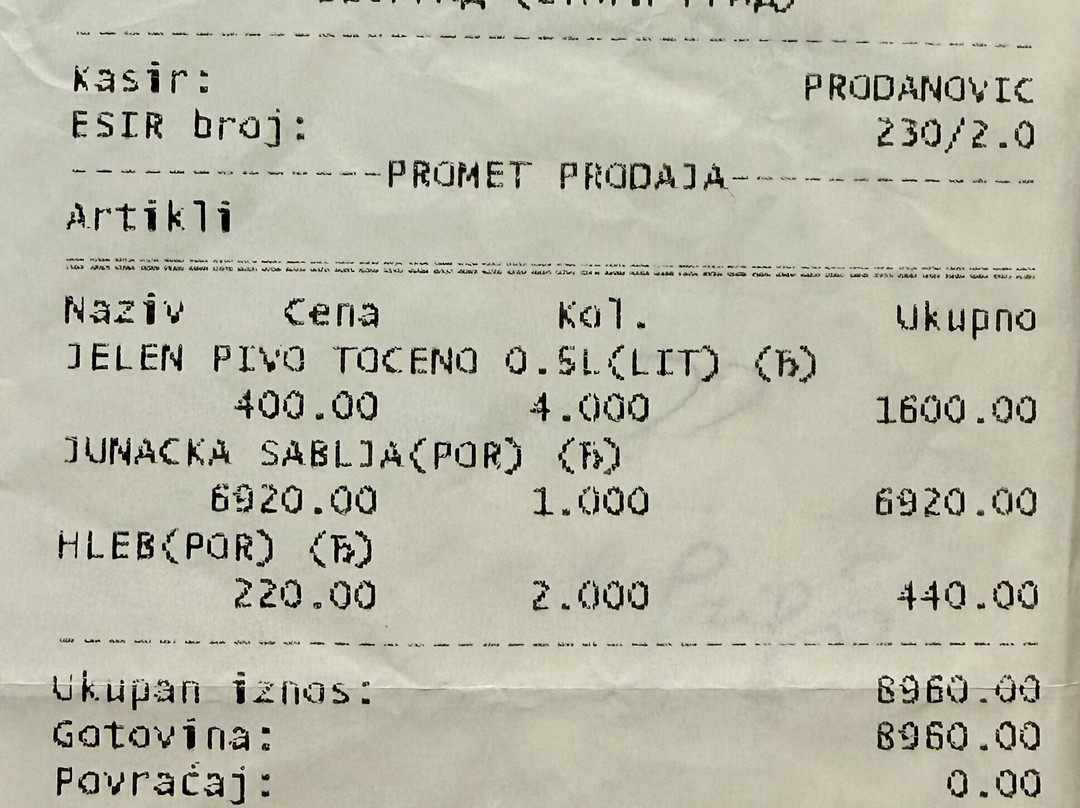 Kasir: PRODANOVIC
ESIR broj: 230/2.0
-------------PROMET PRODAJA-------------
Artikli
========================================
Naziv Cena Kol. Ukupno
JELEN PIVO TOCENO 0.5L(LIT) (Ђ)
400.00 4.000 1600.00
JUNACKA SABLJA(POR) (Ђ)
6920.00 1.000 6920.00
HLEB(POR) (Ђ)
220.00 2.000 440.00
----------------------------------------
Ukupan iznos: 8960.00
Gotovina: 8960.00
Povraćaj: 0.00